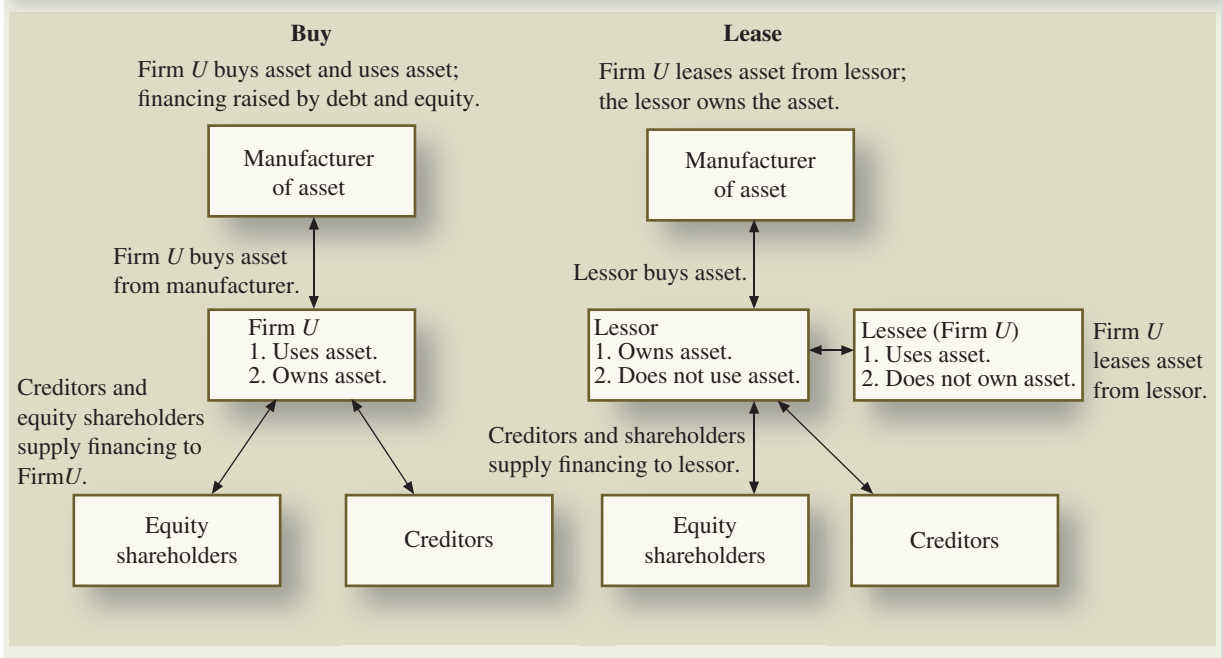 Buy
Firm U buys asset and uses asset;
financing raised by debt and equity.
Manufacturer
of asset
Firm U buys asset
from manufacturer.
Firm U
1. Uses asset.
2. Owns asset.
Creditors and
equity shareholders
supply financing to
FirmU.
Equity
shareholders
Creditors
Lease
Firm U leases asset from lessor;
the lessor owns the asset.
Manufacturer
of asset
Lessor buys asset.
Lessor
1. Owns asset.
2. Does not use asset.
Lessee (Firm U)
1. Uses asset.
2. Does not own asset.
Firm U
leases asset
from lessor.
Creditors and shareholders
supply financing to lessor.
Equity
shareholders
Creditors